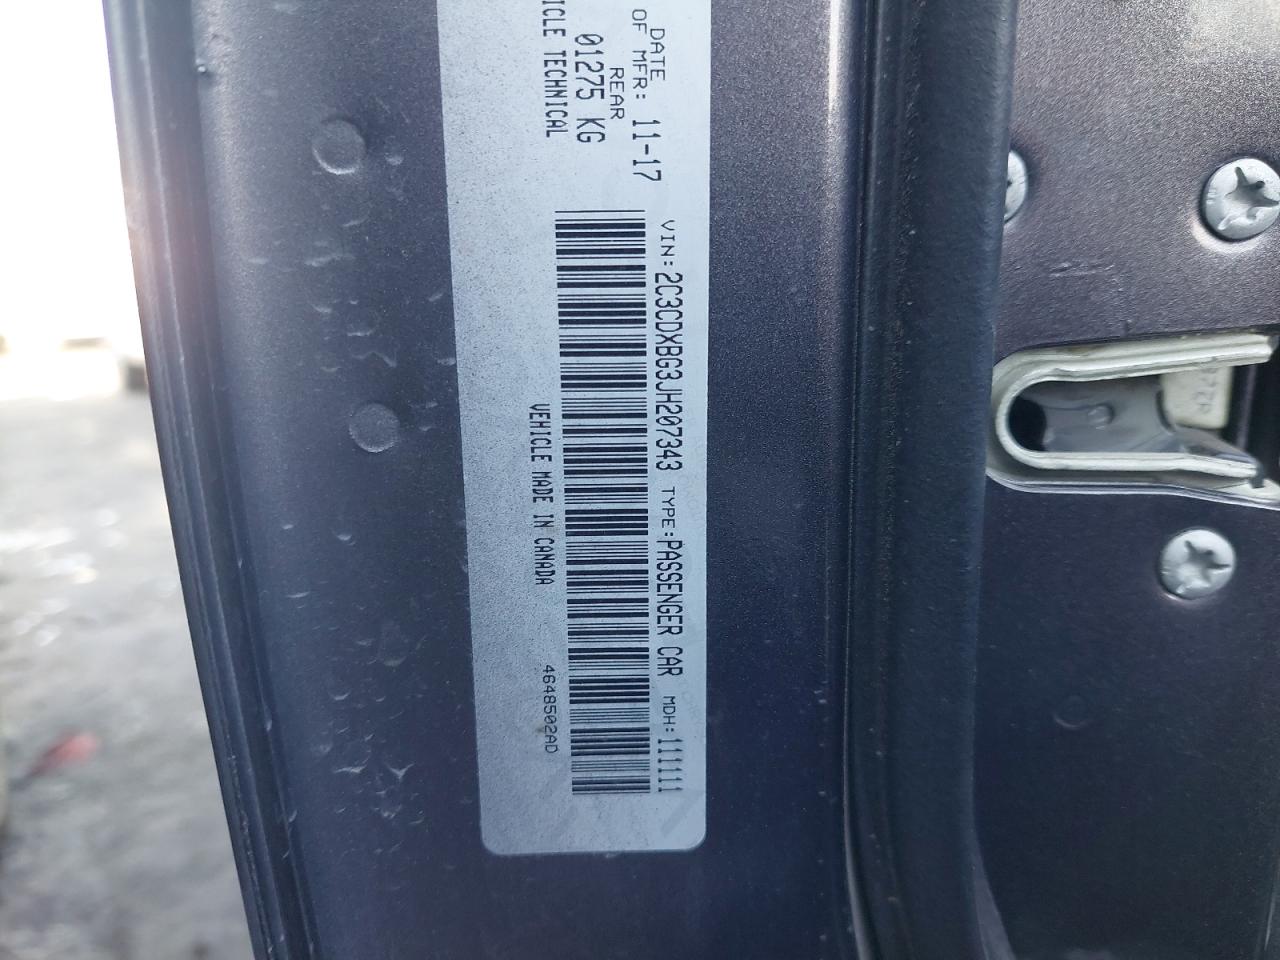 DATE
OF MFR: 11-17
REAR
01275 KG
ICLE TECHNICAL
VIN: 2C3CDXBG3JH207343 TYPE: PASSENGER CAR MDH: 111111
VEHICLE MADE IN CANADA
4648502AD